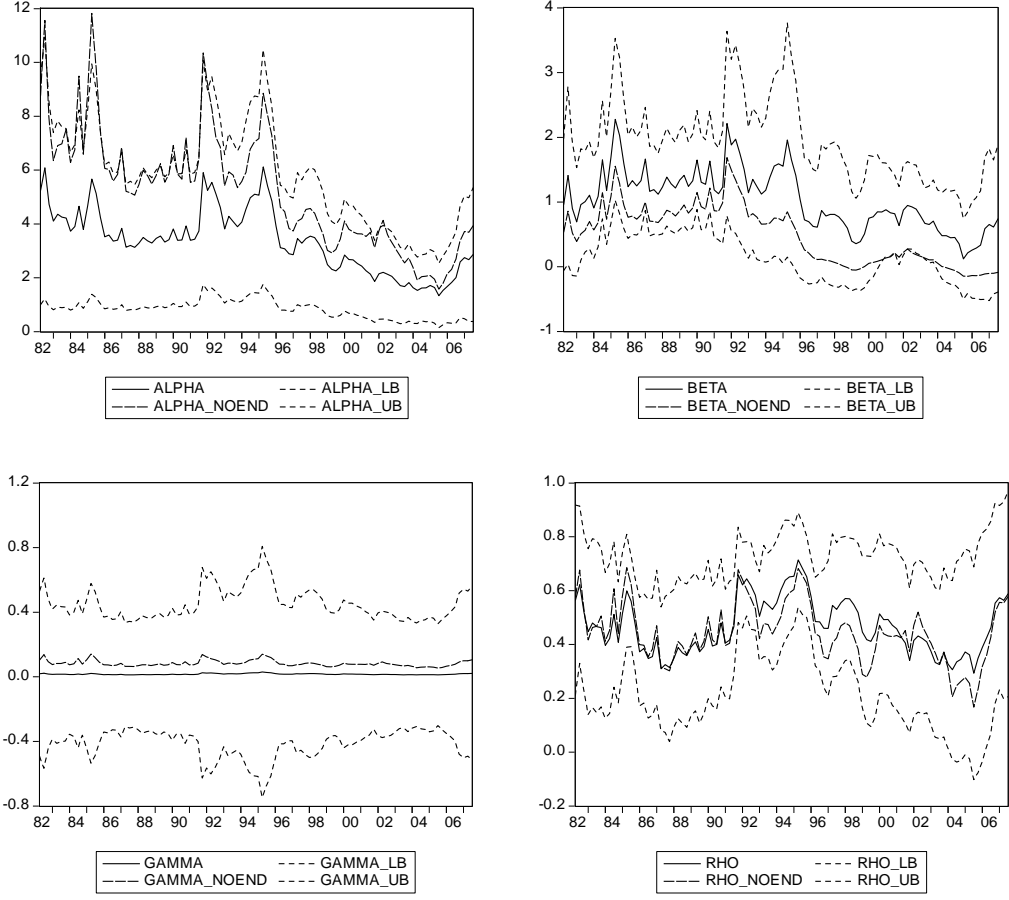 12
10
8
6
4
2
0
82 84 86 88 90 92 94 96 98 00 02 04 06
ALPHA ALPHA_LB
ALPHA_NOEND ALPHA_UB
4
3
2
1
0
-1
82 84 86 88 90 92 94 96 98 00 02 04 06
BETA BETA_LB
BETA_NOEND BETA_UB
1.2
0.8
0.4
0.0
-0.4
-0.8
82 84 86 88 90 92 94 96 98 00 02 04 06
GAMMA GAMMA_LB
GAMMA_NOEND GAMMA_UB
1.0
0.8
0.6
0.4
0.2
0.0
-0.2
82 84 86 88 90 92 94 96 98 00 02 04 06
RHO RHO_LB
RHO_NOEND RHO_UB